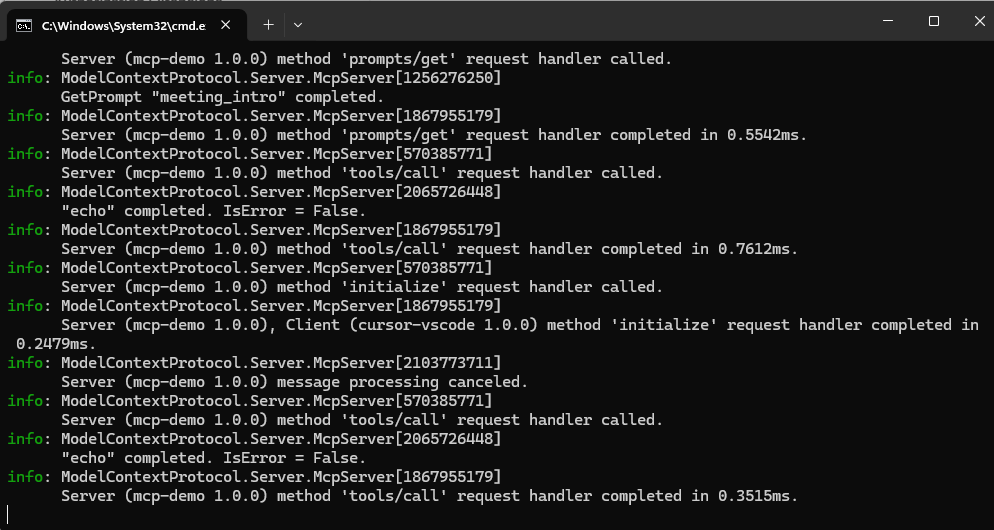 C:\Windows\System32\cmd.e
Server (mcp-demo 1.0.0) method 'prompts/get' request handler called.
info: ModelContextProtocol.Server.McpServer[1256276250]
GetPrompt "meeting_intro" completed.
info: ModelContextProtocol.Server.McpServer[1867955179]
Server (mcp-demo 1.0.0) method 'prompts/get' request handler completed in 0.5542ms.
info: ModelContextProtocol.Server.McpServer[570385771]
Server (mcp-demo 1.0.0) method 'tools/call' request handler called.
info: ModelContextProtocol.Server.McpServer[2065726448]
"echo" completed. IsError = False.
info: ModelContextProtocol.Server.McpServer[1867955179]
Server (mcp-demo 1.0.0) method 'tools/call' request handler completed in 0.7612ms.
info: ModelContextProtocol.Server.McpServer[570385771]
Server (mcp-demo 1.0.0) method 'initialize' request handler called.
info: ModelContextProtocol.Server.McpServer[1867955179]
Server (mcp-demo 1.0.0), Client (cursor-vscode 1.0.0) method 'initialize' request handler completed in
0.2479ms.
info: ModelContextProtocol.Server.McpServer[2103773711]
Server (mcp-demo 1.0.0) message processing canceled.
info: ModelContextProtocol.Server.McpServer[570385771]
Server (mcp-demo 1.0.0) method 'tools/call' request handler called.
info: ModelContextProtocol.Server.McpServer[2065726448]
"echo" completed. IsError = False.
info: ModelContextProtocol.Server.McpServer[1867955179]
Server (mcp-demo 1.0.0) method 'tools/call' request handler completed in 0.3515ms.